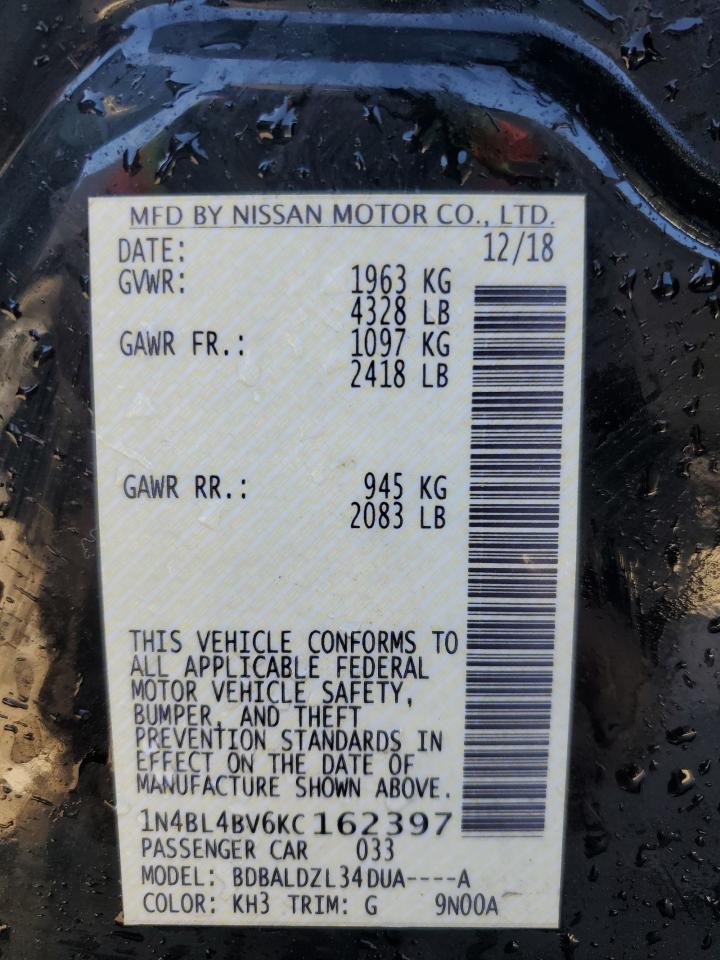 MFD BY NISSAN MOTOR CO., LTD.
DATE: 12/18
GVWR: 1963 KG
4328 LB
GAWR FR.: 1097 KG
2418 LB
GAWR RR.: 945 KG
2083 LB
THIS VEHICLE CONFORMS TO
ALL APPLICABLE FEDERAL
MOTOR VEHICLE SAFETY,
BUMPER, AND THEFT
PREVENTION STANDARDS IN
EFFECT ON THE DATE OF
MANUFACTURE SHOWN ABOVE.
1N4BL4BV6KC162397
PASSENGER CAR 033
MODEL: BDBALDZL34DUA----A
COLOR: KH3 TRIM: G 9N00A